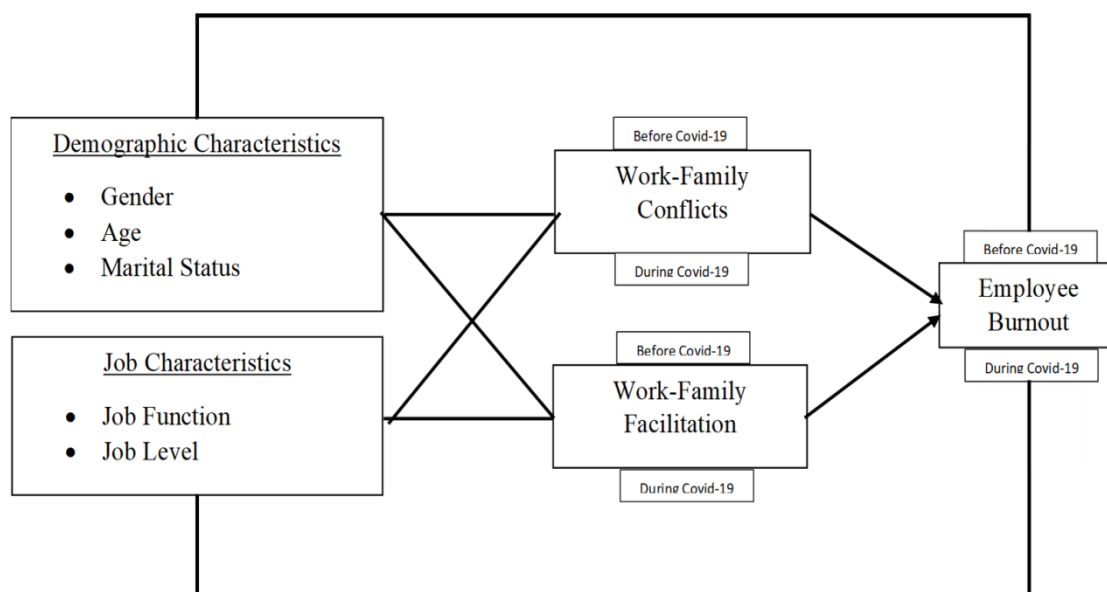 Demographic Characteristics
• Gender
• Age
• Marital Status
Job Characteristics
• Job Function
• Job Level
Before Covid-19
Work-Family
Conflicts
During Covid-19
Before Covid-19
Work-Family
Facilitation
During Covid-19
Before Covid-19
Employee
Burnout
During Covid-19